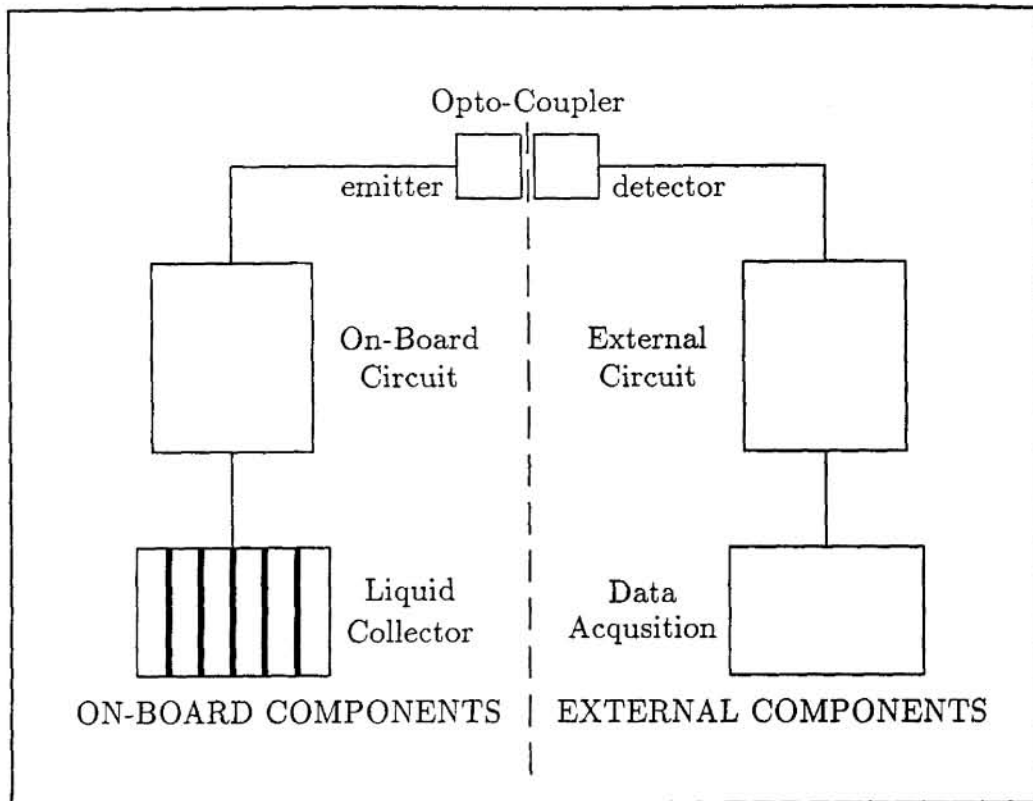 Opto-Coupler
emitter
detector
On-Board
Circuit
External
Circuit
Liquid
Collector
Data
Acqusition
ON-BOARD COMPONENTS
EXTERNAL COMPONENTS